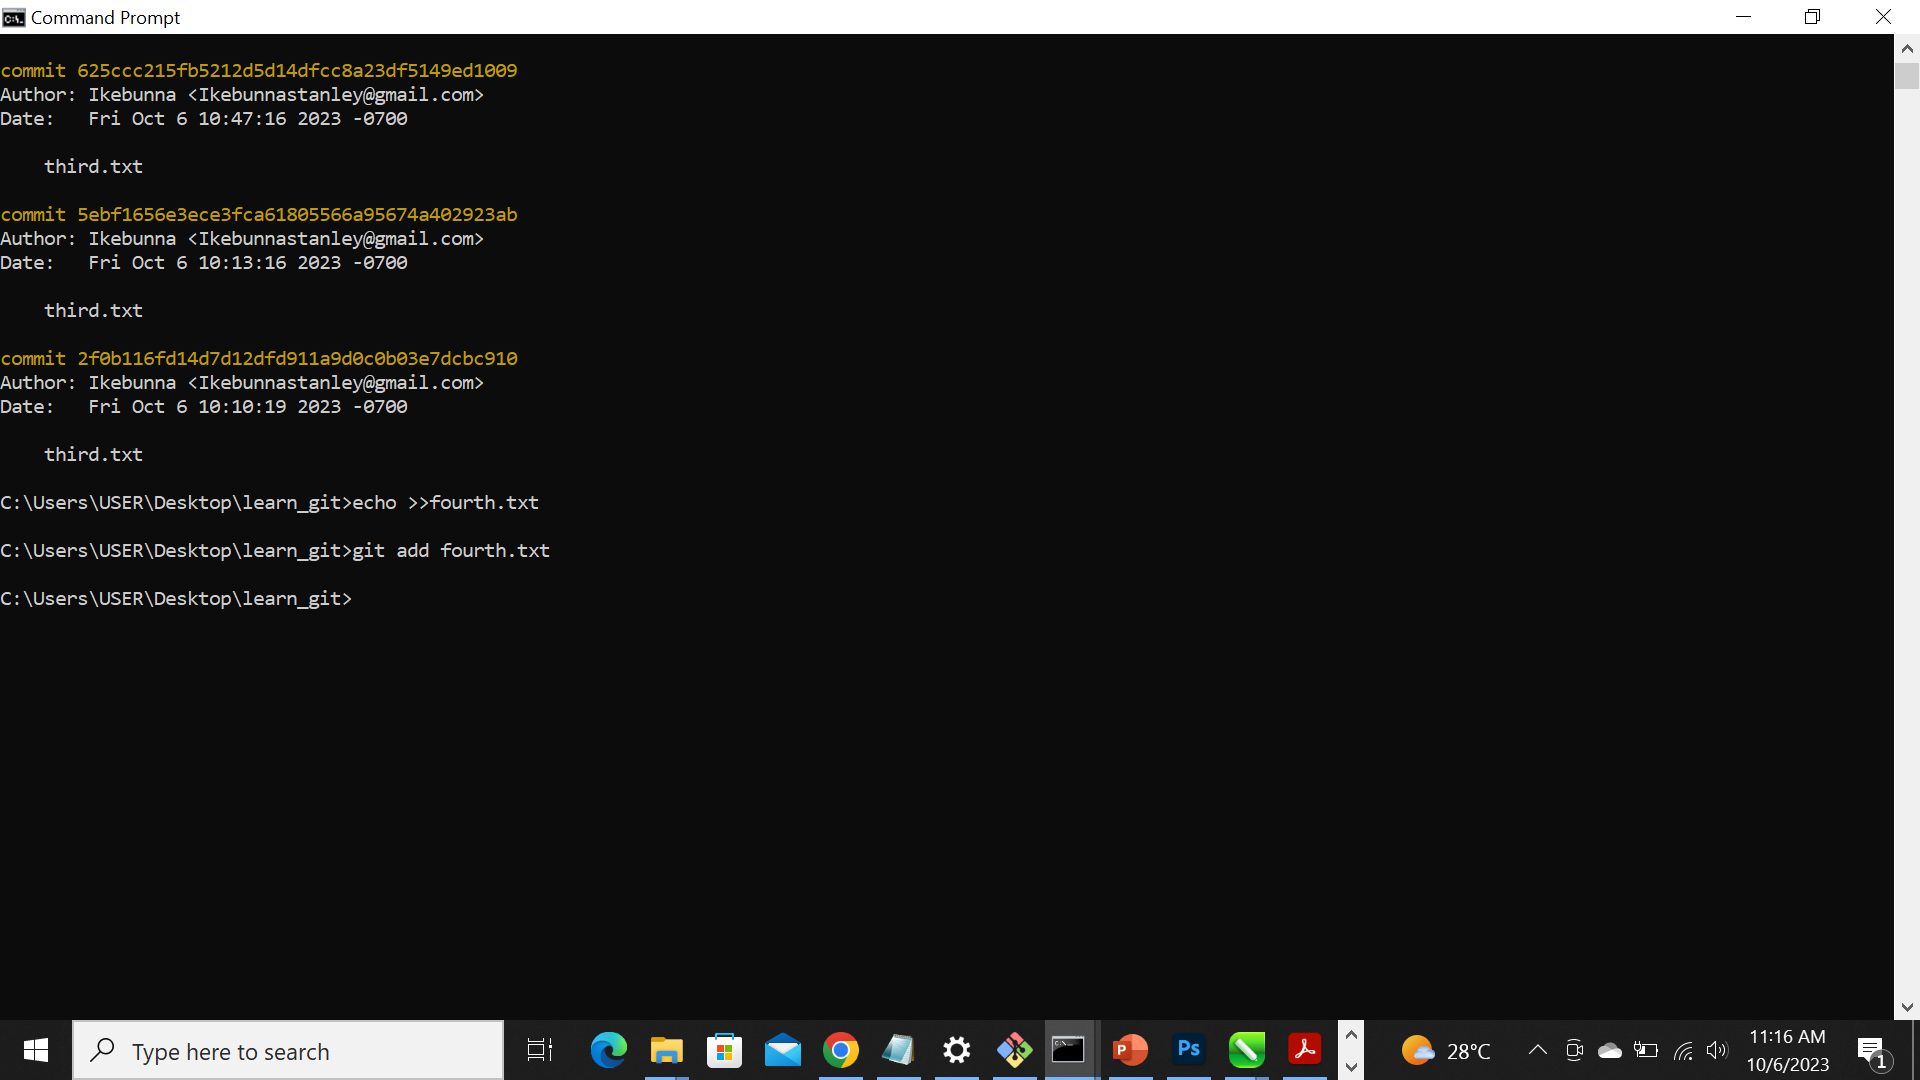 Command Prompt
commit 625ccc215fb5212d5d14dfcc8a23df5149ed1009
Author: Ikebunna <Ikebunnastanley@gmail.com>
Date:   Fri Oct 6 10:47:16 2023 -0700
third.txt
commit 5ebf1656e3ece3fca61805566a95674a402923ab
Author: Ikebunna <Ikebunnastanley@gmail.com>
Date:   Fri Oct 6 10:13:16 2023 -0700
third.txt
commit 2f0b116fd14d7d12dfd911a9d0c0b03e7dcbc910
Author: Ikebunna <Ikebunnastanley@gmail.com>
Date:   Fri Oct 6 10:10:19 2023 -0700
third.txt
C:\Users\USER\Desktop\learn_git>echo >>fourth.txt
C:\Users\USER\Desktop\learn_git>git add fourth.txt
C:\Users\USER\Desktop\learn_git>
Type here to search
P
Ps
28°C
11:16 AM
10/6/2023
1